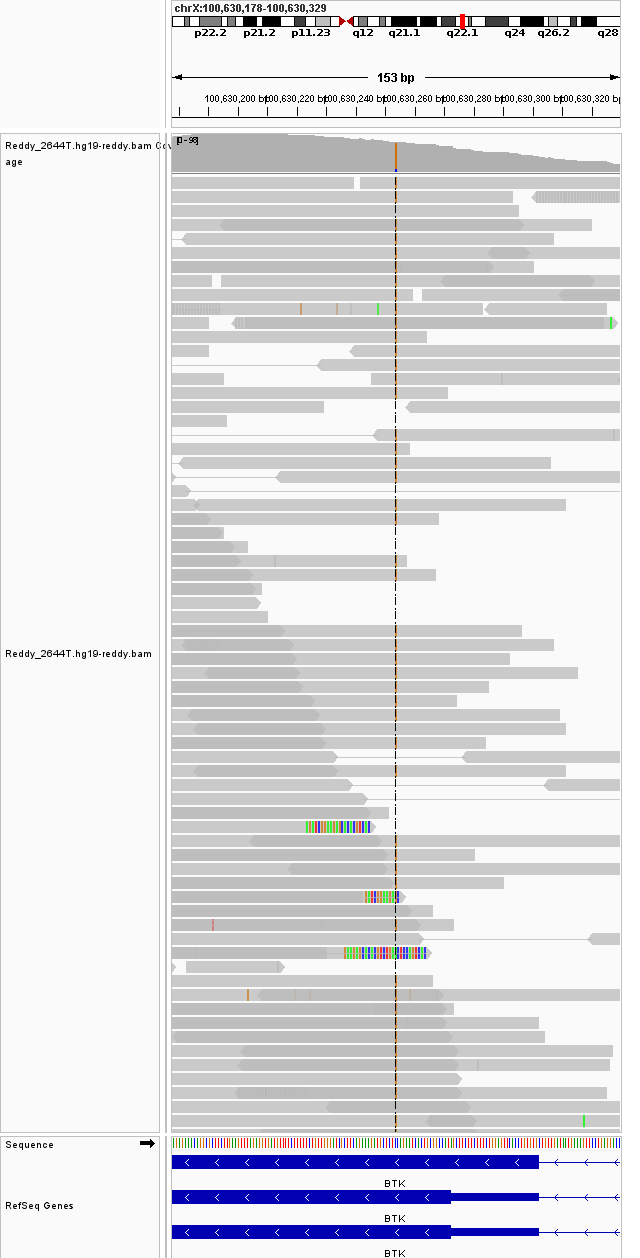 chrX:100,630,178-100,630,329
p22.2 p21.2 p11.23 q12 q21.1 q22.1 q24 q26.2 q28
153 bp
100,630,200 bp 100,630,220 bp 100,630,240 bp 100,630,260 bp 100,630,280 bp 100,630,300 bp 100,630,320 bp
[0-98]
Reddy_2644T.hg19-reddy.bam Cov
age
Reddy_2644T.hg19-reddy.bam
Sequence
BTK
RefSeq Genes
BTK
BTK